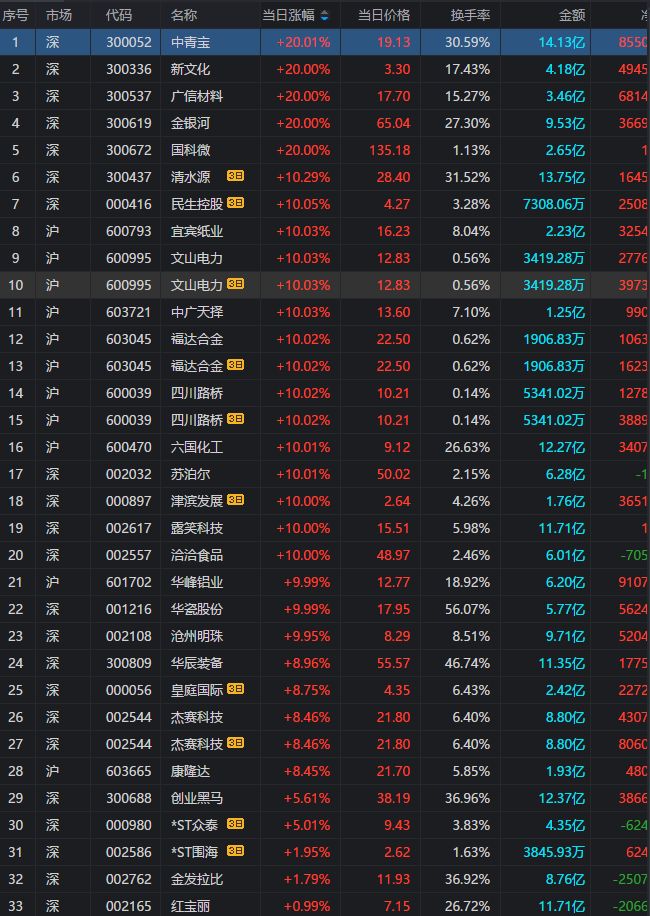 序号 市场 代码 名称 当日涨幅 当日价格 换手率 金额
1 深 300052 中青宝 +20.01% 19.13 30.59% 14.13亿 8550
2 深 300336 新文化 +20.00% 3.30 17.43% 4.18亿 4945
3 深 300537 广信材料 +20.00% 17.70 15.27% 3.46亿 6814
4 深 300619 金银河 +20.00% 65.04 27.30% 9.53亿 3669
5 深 300672 国科微 +20.00% 135.18 1.13% 2.65亿 1
6 深 300437 清水源 3日 +10.29% 28.40 31.52% 13.75亿 1645
7 深 000416 民生控股 3日 +10.05% 4.27 3.28% 7308.06万 2508
8 沪 600793 宜宾纸业 +10.03% 16.23 8.04% 2.23亿 3254
9 沪 600995 文山电力 +10.03% 12.83 0.56% 3419.28万 2776
10 沪 600995 文山电力 3日 +10.03% 12.83 0.56% 3419.28万 3973
11 沪 603721 中广天择 +10.03% 13.60 7.10% 1.25亿 990
12 沪 603045 福达合金 +10.02% 22.50 0.62% 1906.83万 1063
13 沪 603045 福达合金 3日 +10.02% 22.50 0.62% 1906.83万 1623
14 沪 600039 四川路桥 +10.02% 10.21 0.14% 5341.02万 1278
15 沪 600039 四川路桥 3日 +10.02% 10.21 0.14% 5341.02万 3889
16 沪 600470 六国化工 +10.01% 9.12 26.63% 12.27亿 3407
17 深 002032 苏泊尔 +10.01% 50.02 2.15% 6.28亿 -1
18 深 000897 津滨发展 3日 +10.00% 2.64 4.26% 1.76亿 3651
19 深 002617 露笑科技 +10.00% 15.51 5.98% 11.71亿 1
20 深 002557 洽洽食品 +10.00% 48.97 2.46% 6.01亿 -705
21 沪 601702 华峰铝业 +9.99% 12.77 18.92% 6.20亿 9107
22 深 001216 华瓷股份 +9.99% 17.95 56.07% 5.77亿 5624
23 深 002108 沧州明珠 +9.95% 8.29 8.51% 9.71亿 5204
24 深 300809 华辰装备 +8.96% 55.57 46.74% 11.35亿 1775
25 深 000056 皇庭国际 3日 +8.75% 4.35 6.43% 2.42亿 2272
26 深 002544 杰赛科技 +8.46% 21.80 6.40% 8.80亿 4307
27 深 002544 杰赛科技 3日 +8.46% 21.80 6.40% 8.80亿 8060
28 沪 603665 康隆达 +8.45% 21.70 5.85% 1.93亿 480
29 深 300688 创业黑马 +5.61% 38.19 36.96% 12.37亿 3866
30 深 000980 *ST众泰 3日 +5.01% 9.43 3.83% 4.35亿 -624
31 深 002586 *ST围海 3日 +1.95% 2.62 1.63% 3845.93万 624
32 深 002762 金发拉比 +1.79% 11.93 36.92% 8.76亿 -2507
33 深 002165 红宝丽 +0.99% 7.15 26.72% 11.71亿 -2066